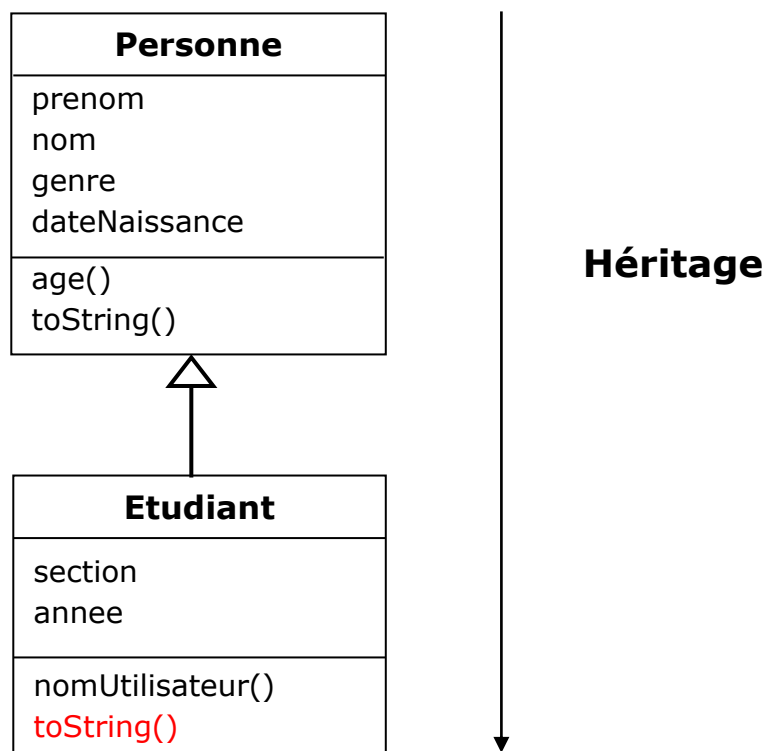 Personne
prenom
nom
genre
dateNaissance
age()
toString()
Héritage
Etudiant
section
annee
nomUtilisateur()
toString()